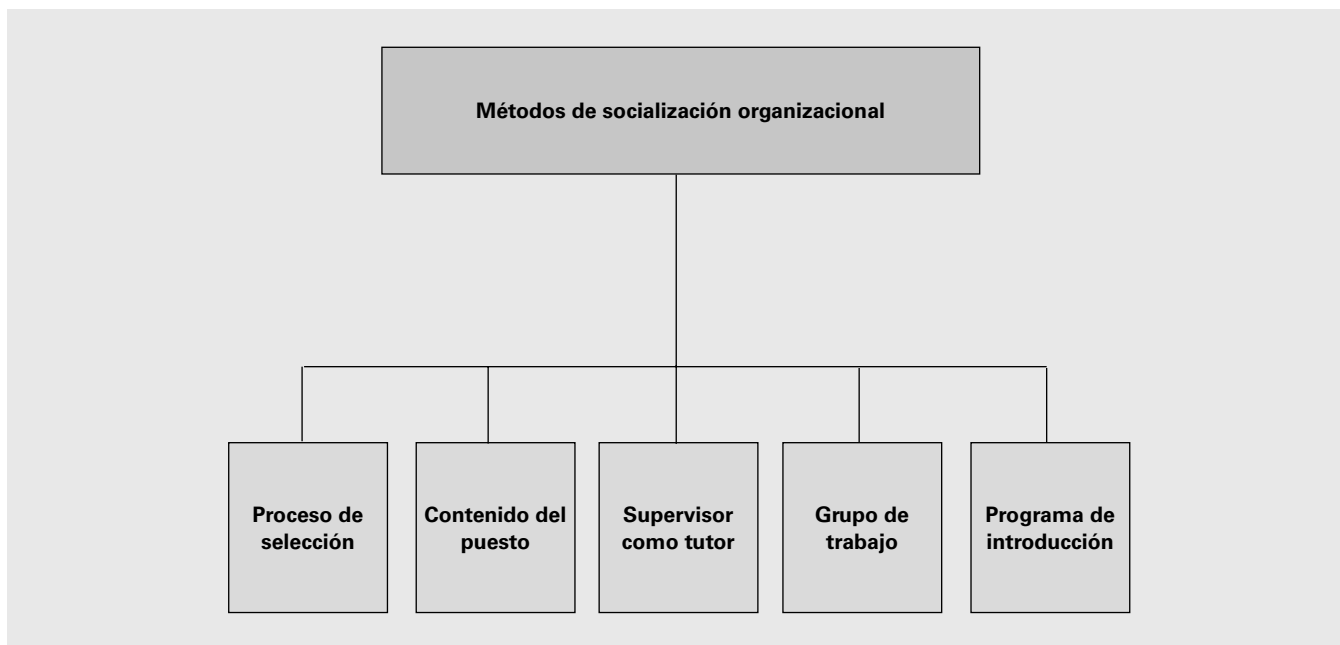 Métodos de socialización organizacional
Proceso de
selección
Contenido del
puesto
Supervisor
como tutor
Grupo de
trabajo
Programa de
introducción